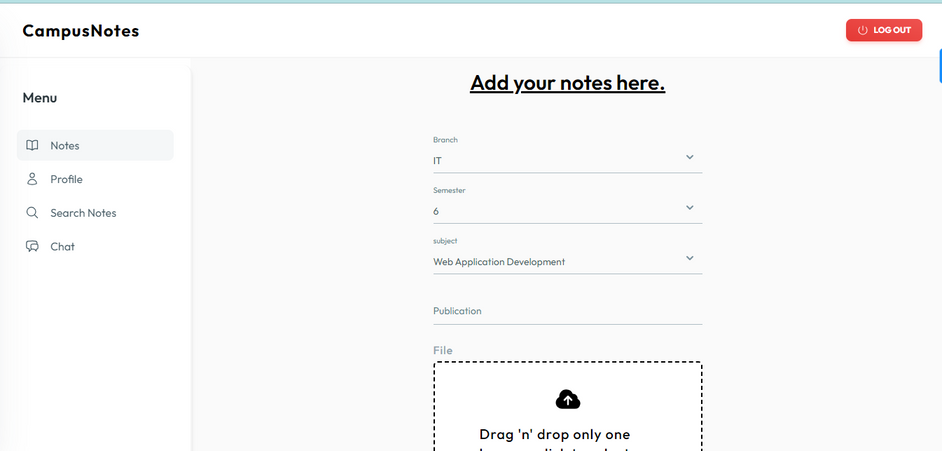 CampusNotes
LOG OUT
Add your notes here.
Menu
Notes
Profile
Search Notes
Chat
Branch
IT
Semester
6
subject
Web Application Development
Publication
File
Drag 'n' drop only one